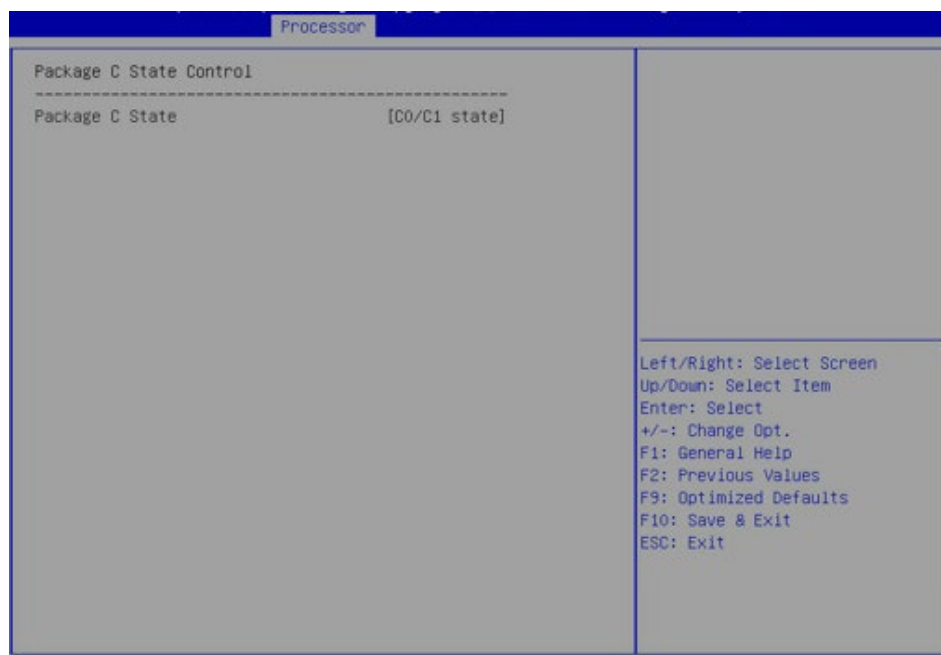 Processor
Package C State Control
--------------------------------------------------
Package C State [C0/C1 state]
Left/Right: Select Screen
Up/Down: Select Item
Enter: Select
+/-: Change Opt.
F1: General Help
F2: Previous Values
F9: Optimized Defaults
F10: Save & Exit
ESC: Exit